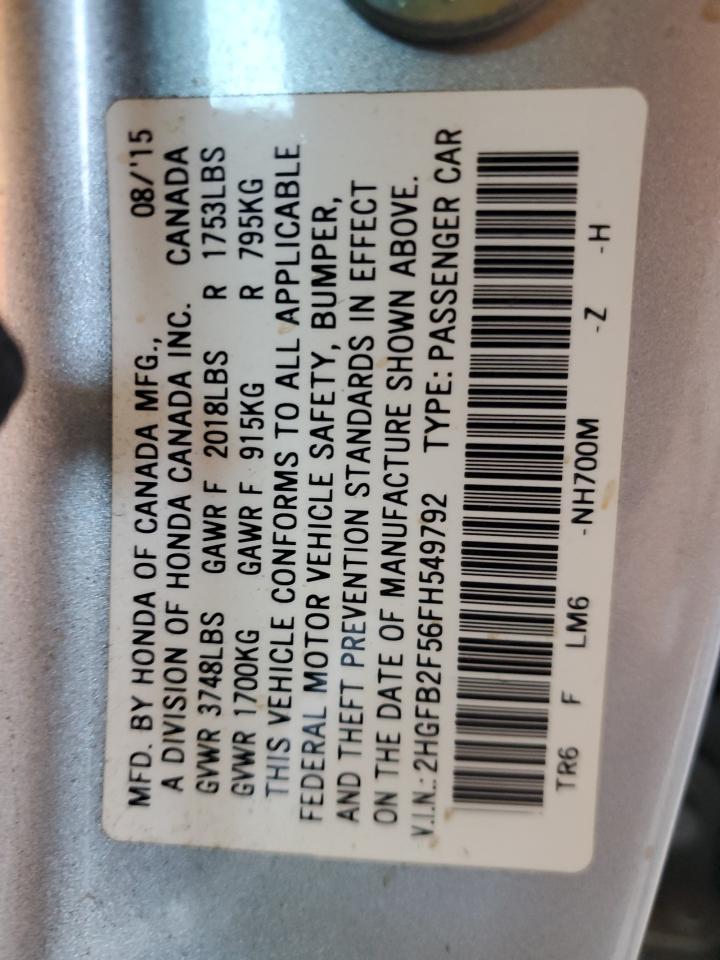 MFD. BY HONDA OF CANADA MFG., 08/'15
A DIVISION OF HONDA CANADA INC. CANADA
GVWR 3748LBS GAWR F 2018LBS R 1753LBS
GVWR 1700KG GAWR F 915KG R 795KG
THIS VEHICLE CONFORMS TO ALL APPLICABLE
FEDERAL MOTOR VEHICLE SAFETY, BUMPER,
AND THEFT PREVENTION STANDARDS IN EFFECT
ON THE DATE OF MANUFACTURE SHOWN ABOVE.
V.I.N.: 2HGFB2F56FH549792 TYPE: PASSENGER CAR
TR6 F LM6 -NH700M -Z -H